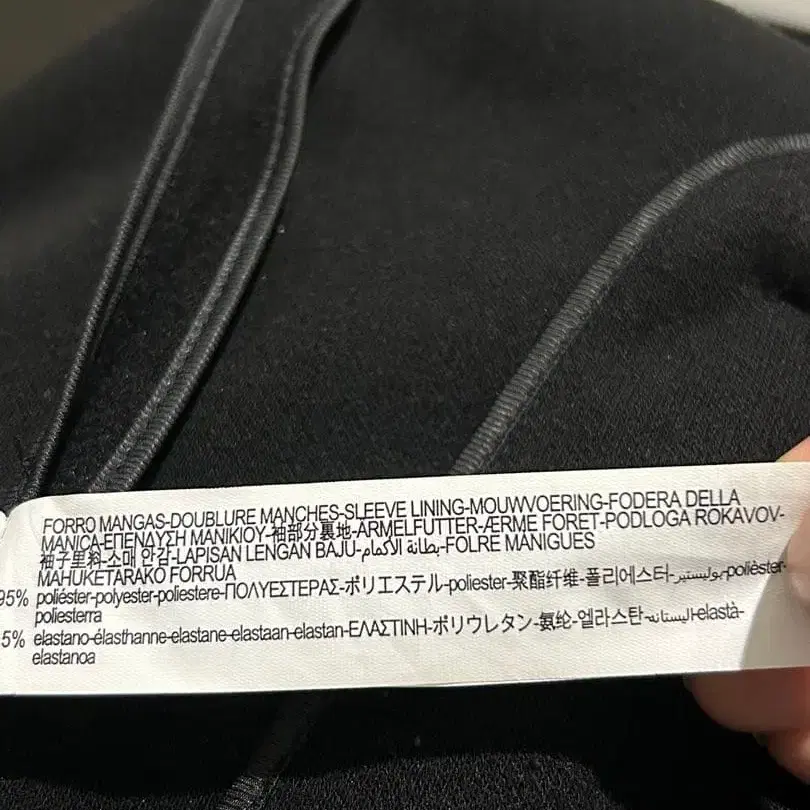 FORRO MANGAS-DOUBLURE MANCHES-SLEEVE LINING-MOUWVOERING-FODERA DELLA
MANICA-ΕΠΕΝΔΥΣΗ ΜΑΝΙΚΙΟΥ-袖部分裏地-ÄRMELFUTTER-ÆRME FORET-PODLOGA ROKAVOV-
袖子里料-소매 안감-LAPISAN LENGAN BAJU-بطانة الأكمام-FOLRE MANIGUES
MAHUKETARAKO FORRUA
95% poliéster-polyester-poliestere-ΠΟΛΥΕΣΤΕΡΑΣ-ポリエステル-poliester-聚酯纤维-폴리에스터-بوليستير-polièster-
poliesterra
5% elastano-élasthanne-elastane-elastaan-elastan-ΕΛΑΣΤΙΝΗ-ポリウレタン-氨纶-엘라스탄-اليستانه-elastà-
elastanoa